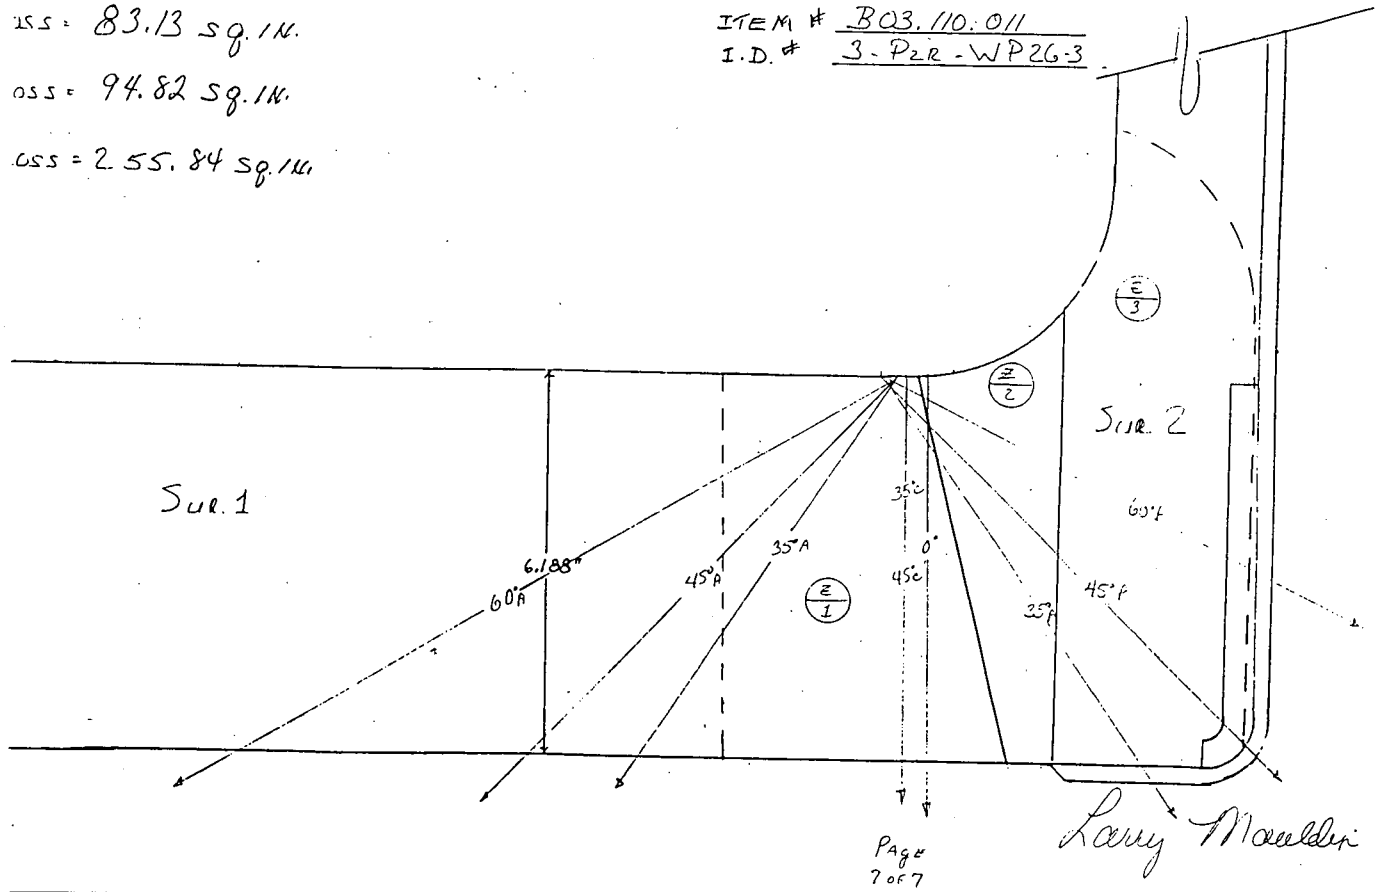 ISS = 83.13 sq. IN.
OSS = 94.82 sq. IN.
OSS = 255.84 sq. IN.
ITEM # B03.110.011
I.D. # 3-PZR-WP26-3
E
3
Z
2
Sur. 2
Sur. 1
35°c
60°f
6.188"
35°A
0°
45°A
45°c
60°A
Z
1
35°f
45°f
Larry Mauldin
PAGE
7 OF 7